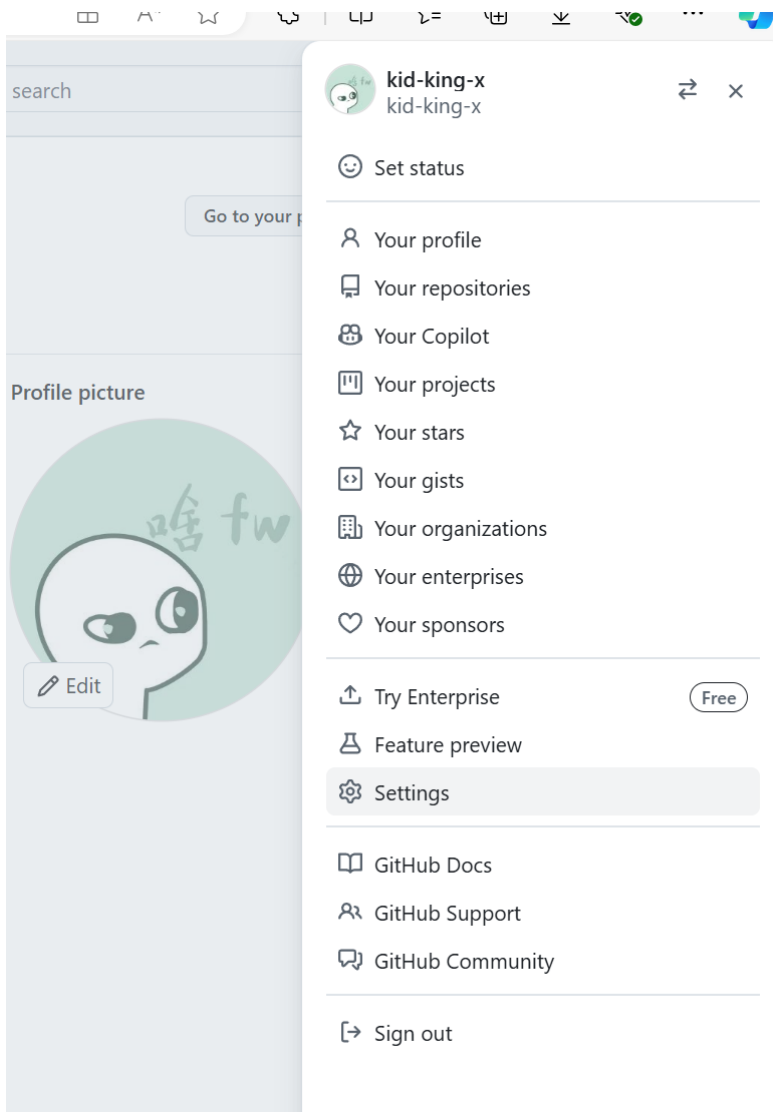 search
kid-king-x
kid-king-x
Set status
Go to your p
Your profile
Your repositories
Your Copilot
Your projects
Profile picture
Your stars
Your gists
啥 fw
Your organizations
Your enterprises
Your sponsors
Edit
Try Enterprise
Free
Feature preview
Settings
GitHub Docs
GitHub Support
GitHub Community
Sign out